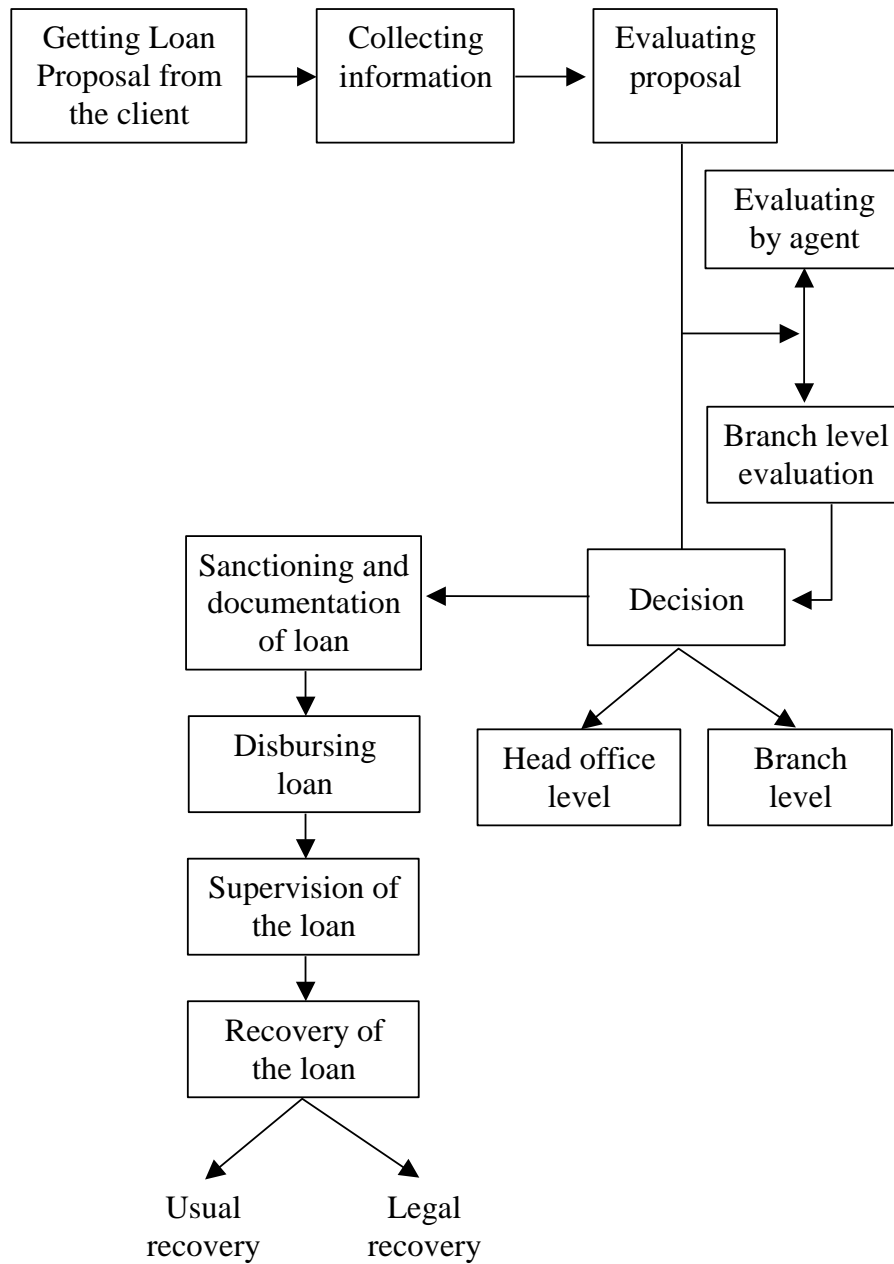 Getting Loan
Proposal from
the client
Collecting
information
Evaluating
proposal
Evaluating
by agent
Branch level
evaluation
Sanctioning and
documentation
of loan
Decision
Disbursing
loan
Head office
level
Branch
level
Supervision of
the loan
Recovery of
the loan
Usual
recovery
Legal
recovery